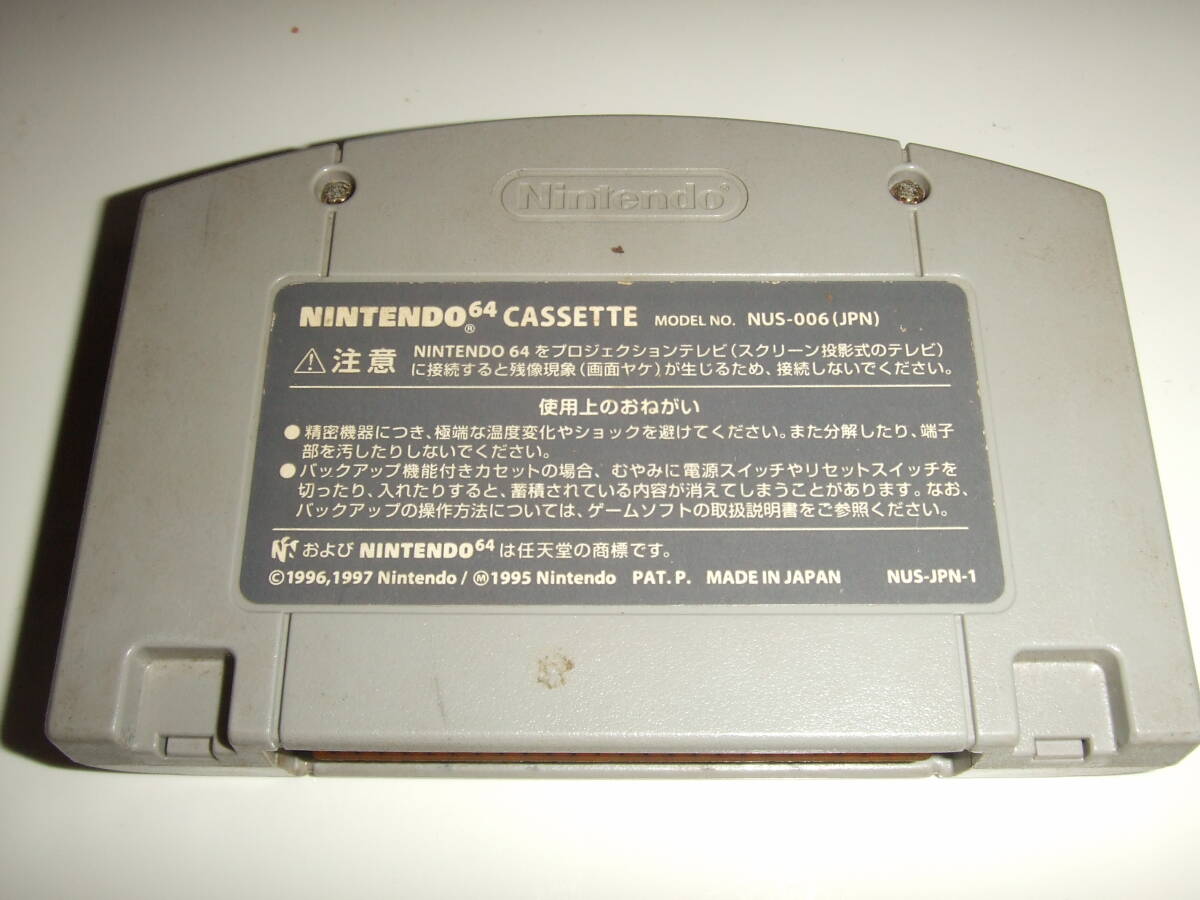 Nintendo®
NINTENDO®64 CASSETTE MODEL NO. NUS-006(JPN)
⚠注意 NINTENDO 64 をプロジェクションテレビ(スクリーン投影式のテレビ)
に接続すると残像現象(画面ヤケ)が生じるため、接続しないでください。
使用上のおねがい
●精密機器につき、極端な温度変化やショックを避けてください。また分解したり、端子
部を汚したりしないでください。
●バックアップ機能付きカセットの場合、むやみに電源スイッチやリセットスイッチを
切ったり、入れたりすると、蓄積されている内容が消えてしまうことがあります。なお、
バックアップの操作方法については、ゲームソフトの取扱説明書をご参照ください。
および NINTENDO64 は任天堂の商標です。
©1996,1997 Nintendo / Ⓜ1995 Nintendo PAT. P. MADE IN JAPAN NUS-JPN-1